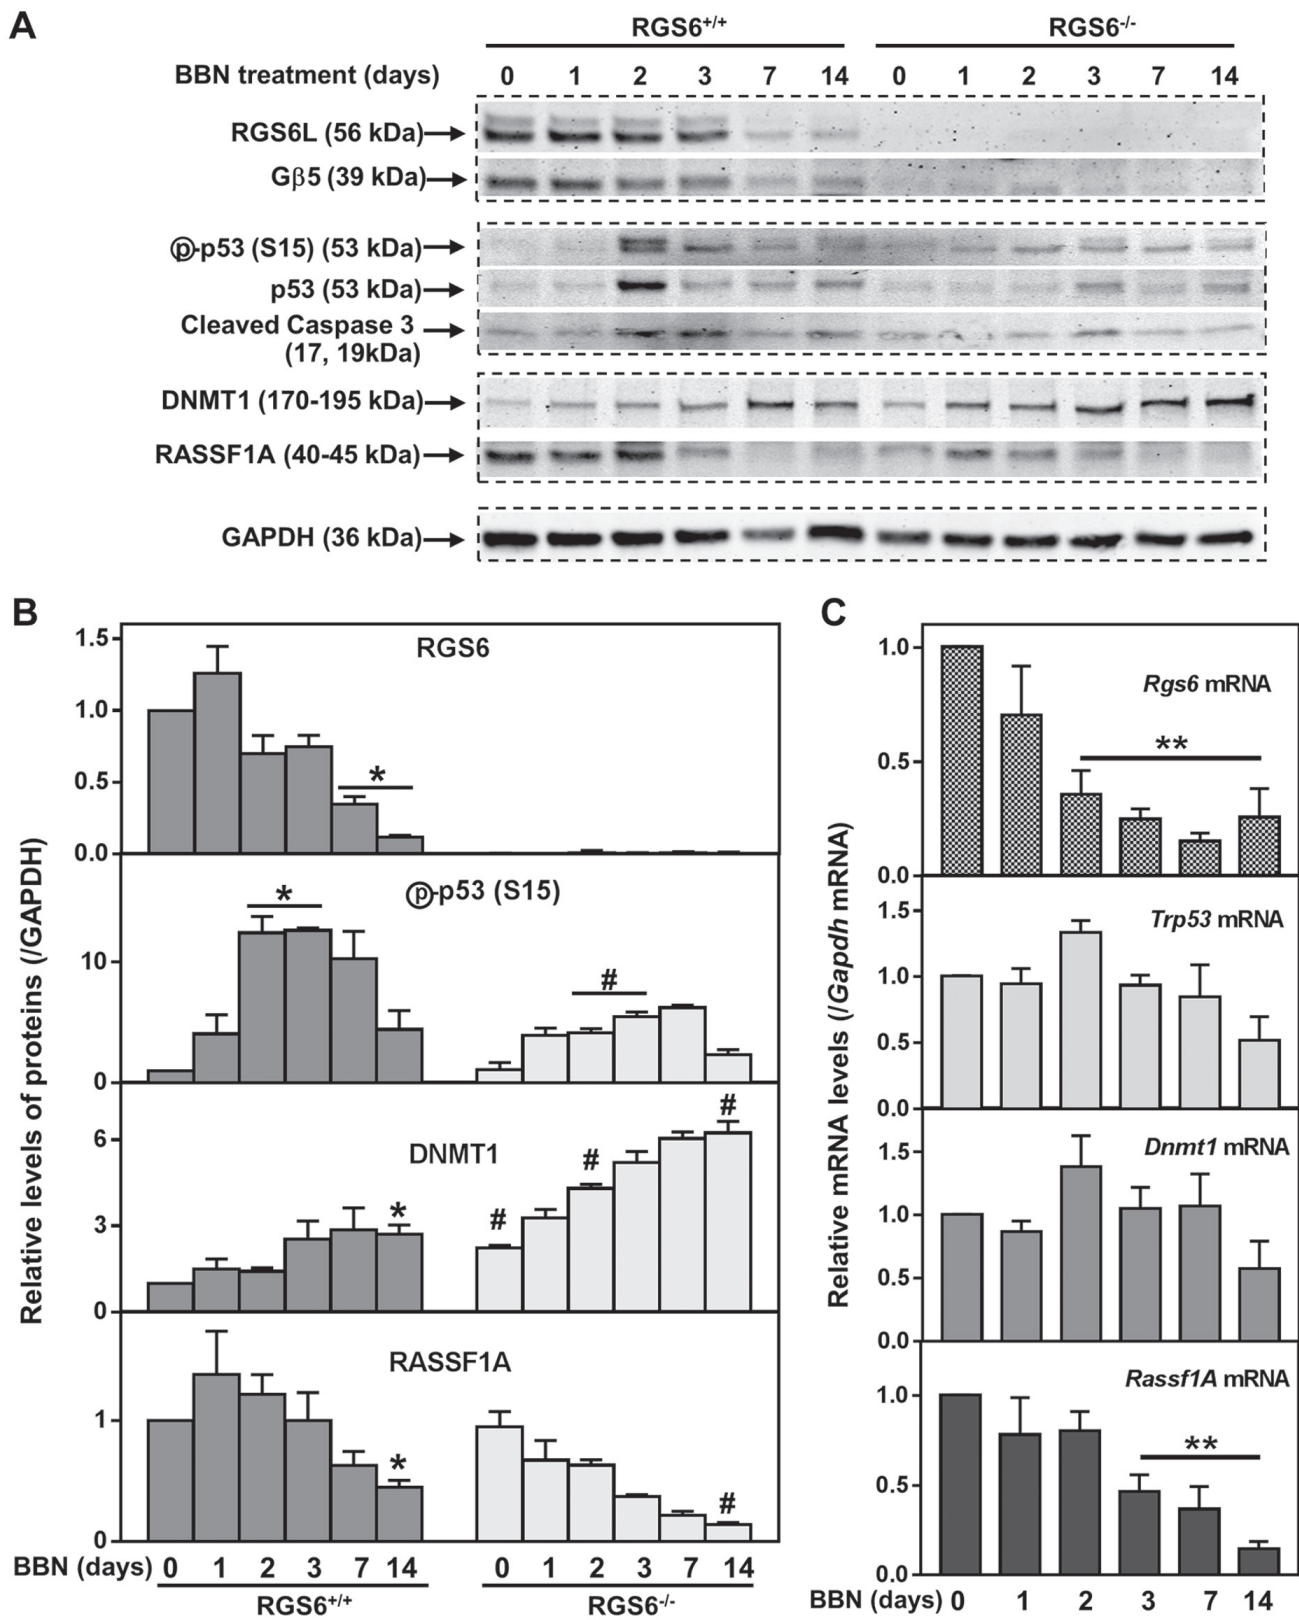 A
RGS6+/+ RGS6-/-
BBN treatment (days) 0 1 2 3 7 14 0 1 2 3 7 14
RGS6L (56 kDa)
Gβ5 (39 kDa)
ⓟ-p53 (S15) (53 kDa)
p53 (53 kDa)
Cleaved Caspase 3
(17, 19kDa)
DNMT1 (170-195 kDa)
RASSF1A (40-45 kDa)
GAPDH (36 kDa)
B
Relative levels of proteins (/GAPDH)
RGS6
1.5
1.0
0.5
0.0
*
ⓟ-p53 (S15)
10
0
*
#
DNMT1
6
3
0
*
#
#
#
RASSF1A
1
0
*
#
BBN (days) 0 1 2 3 7 14 0 1 2 3 7 14
RGS6+/+ RGS6-/-
C
Relative mRNA levels (/Gapdh mRNA)
Rgs6 mRNA
1.0
0.5
0.0
**
Trp53 mRNA
1.5
1.0
0.5
0.0
Dnmt1 mRNA
1.5
1.0
0.5
0.0
Rassf1A mRNA
1.0
0.5
0.0
**
BBN (days) 0 1 2 3 7 14